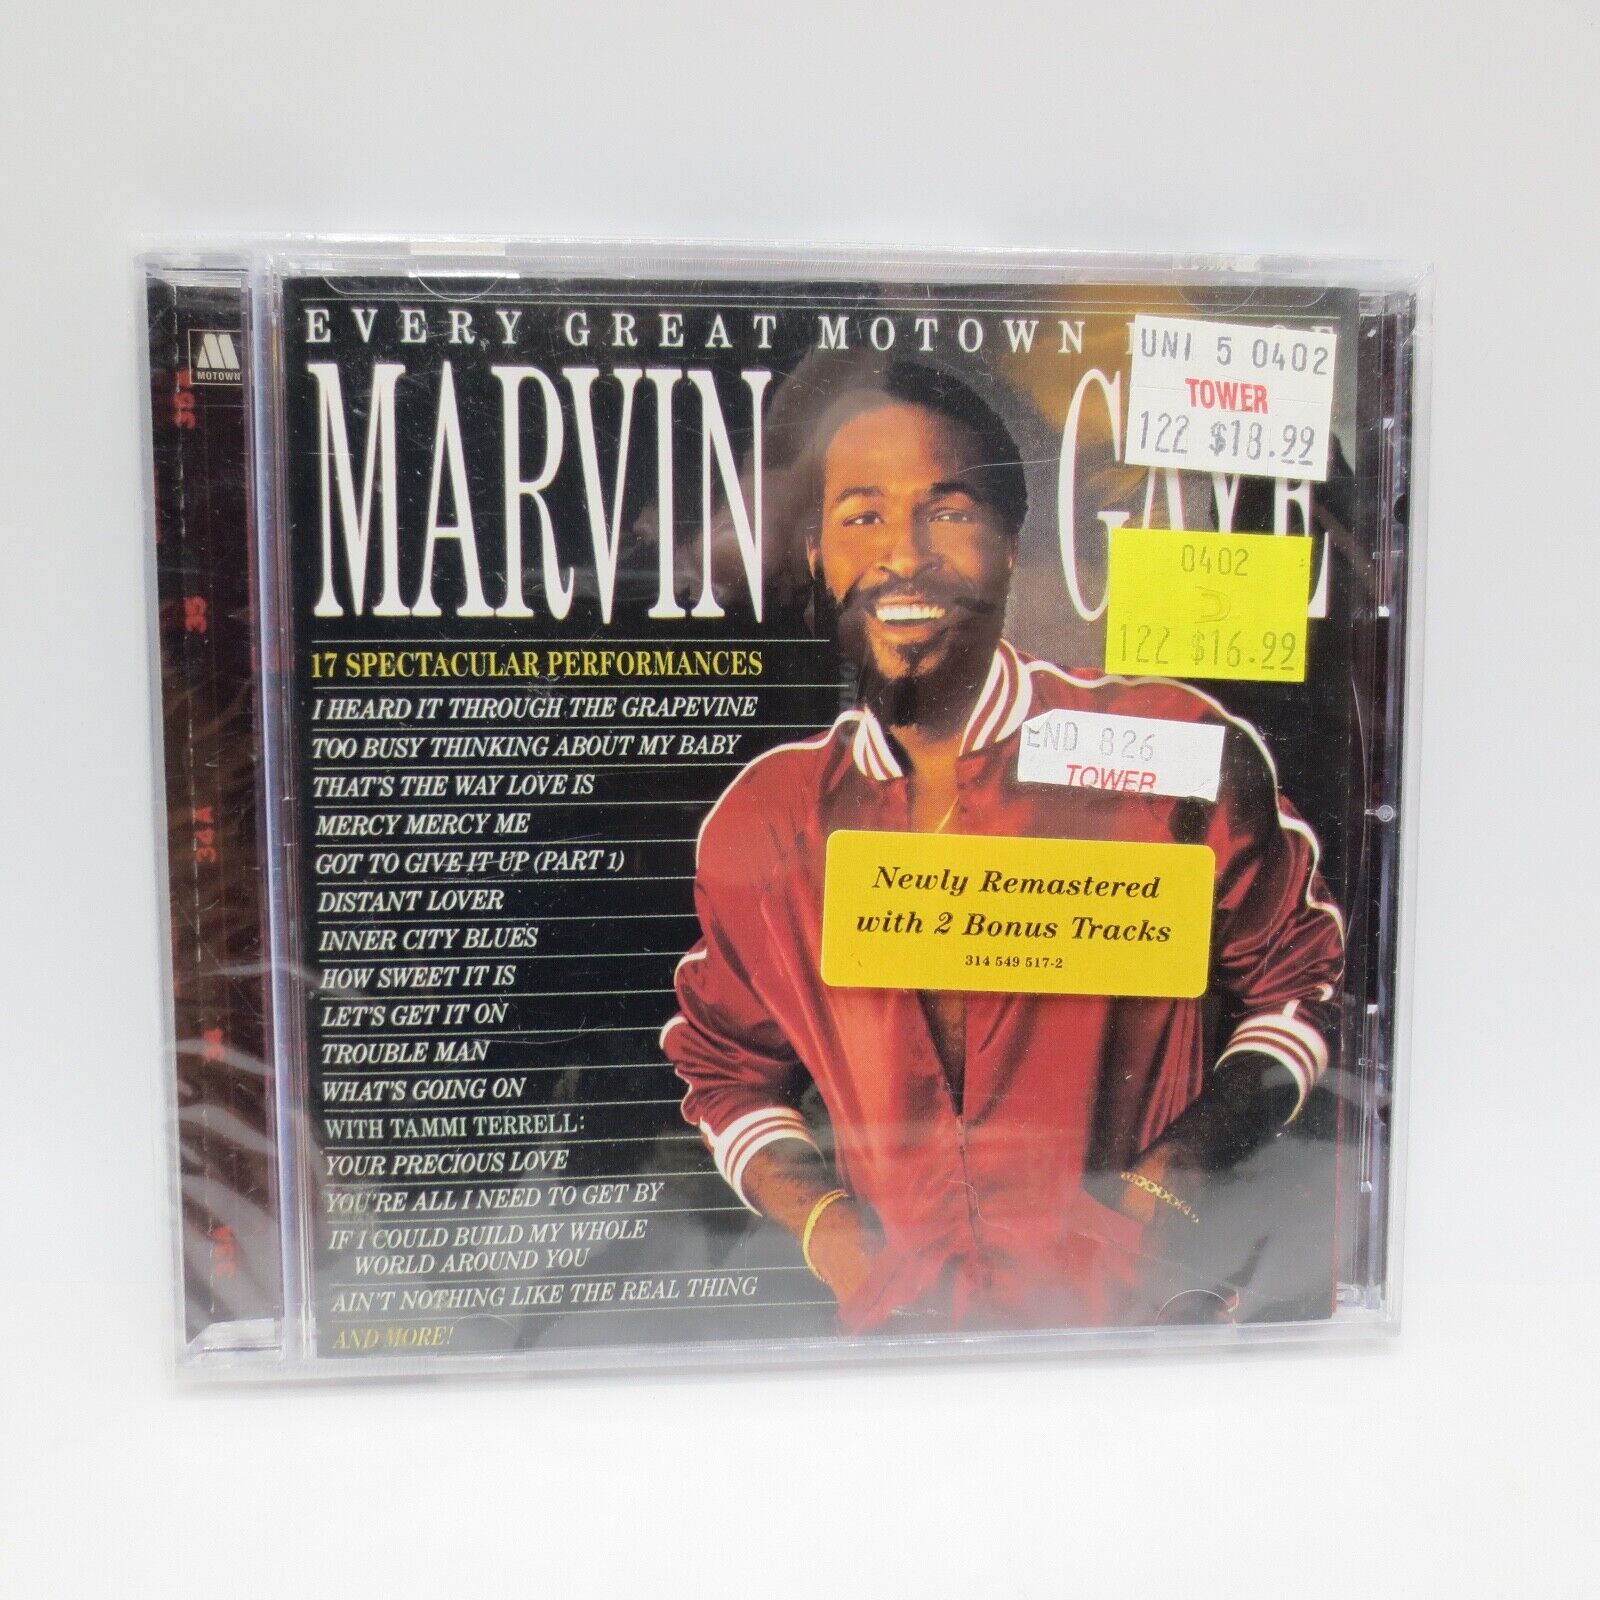 EVERY GREAT MOTOWN
MARVIN
GAYE
UNI 5 0402
TOWER
122 $18.99
0402
122 $16.99
END 826
TOWER
MOTOWN
35
34A
34
33A
17 SPECTACULAR PERFORMANCES
I HEARD IT THROUGH THE GRAPEVINE
TOO BUSY THINKING ABOUT MY BABY
THAT'S THE WAY LOVE IS
MERCY MERCY ME
GOT TO GIVE IT UP (PART 1)
DISTANT LOVER
INNER CITY BLUES
HOW SWEET IT IS
LET'S GET IT ON
TROUBLE MAN
WHAT'S GOING ON
WITH TAMMI TERRELL:
YOUR PRECIOUS LOVE
YOU'RE ALL I NEED TO GET BY
IF I COULD BUILD MY WHOLE
WORLD AROUND YOU
AIN'T NOTHING LIKE THE REAL THING
AND MORE!
Newly Remastered
with 2 Bonus Tracks
314 549 517-2